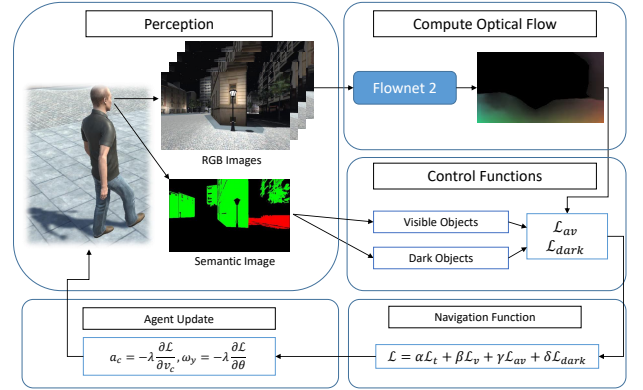 Perception
RGB Images
Semantic Image
Compute Optical Flow
Flownet 2
Control Functions
Visible Objects
Dark Objects
ℒ_av
ℒ_dark
Agent Update
a_c = −λ ∂ℒ/∂v_c, ω_y = −λ ∂ℒ/∂θ
Navigation Function
ℒ = αℒ_t + βℒ_v + γℒ_av + δℒ_dark